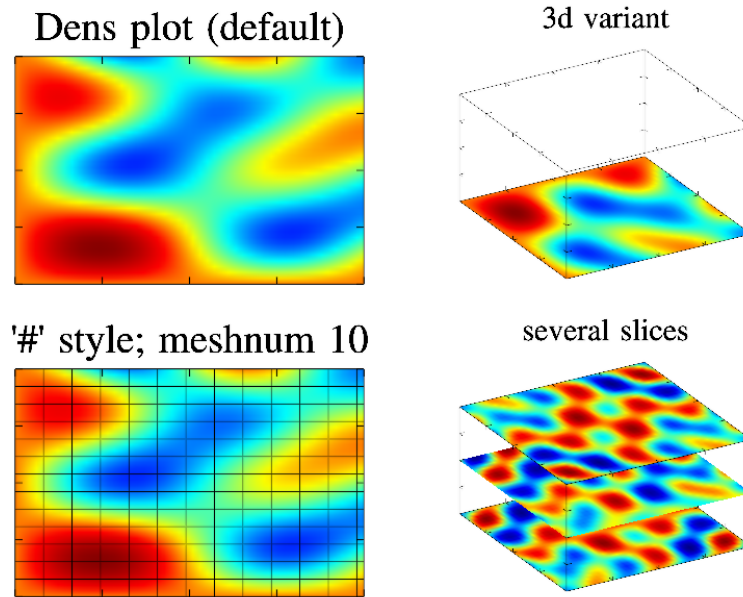 Dens plot (default)
3d variant
'#' style; meshnum 10
several slices